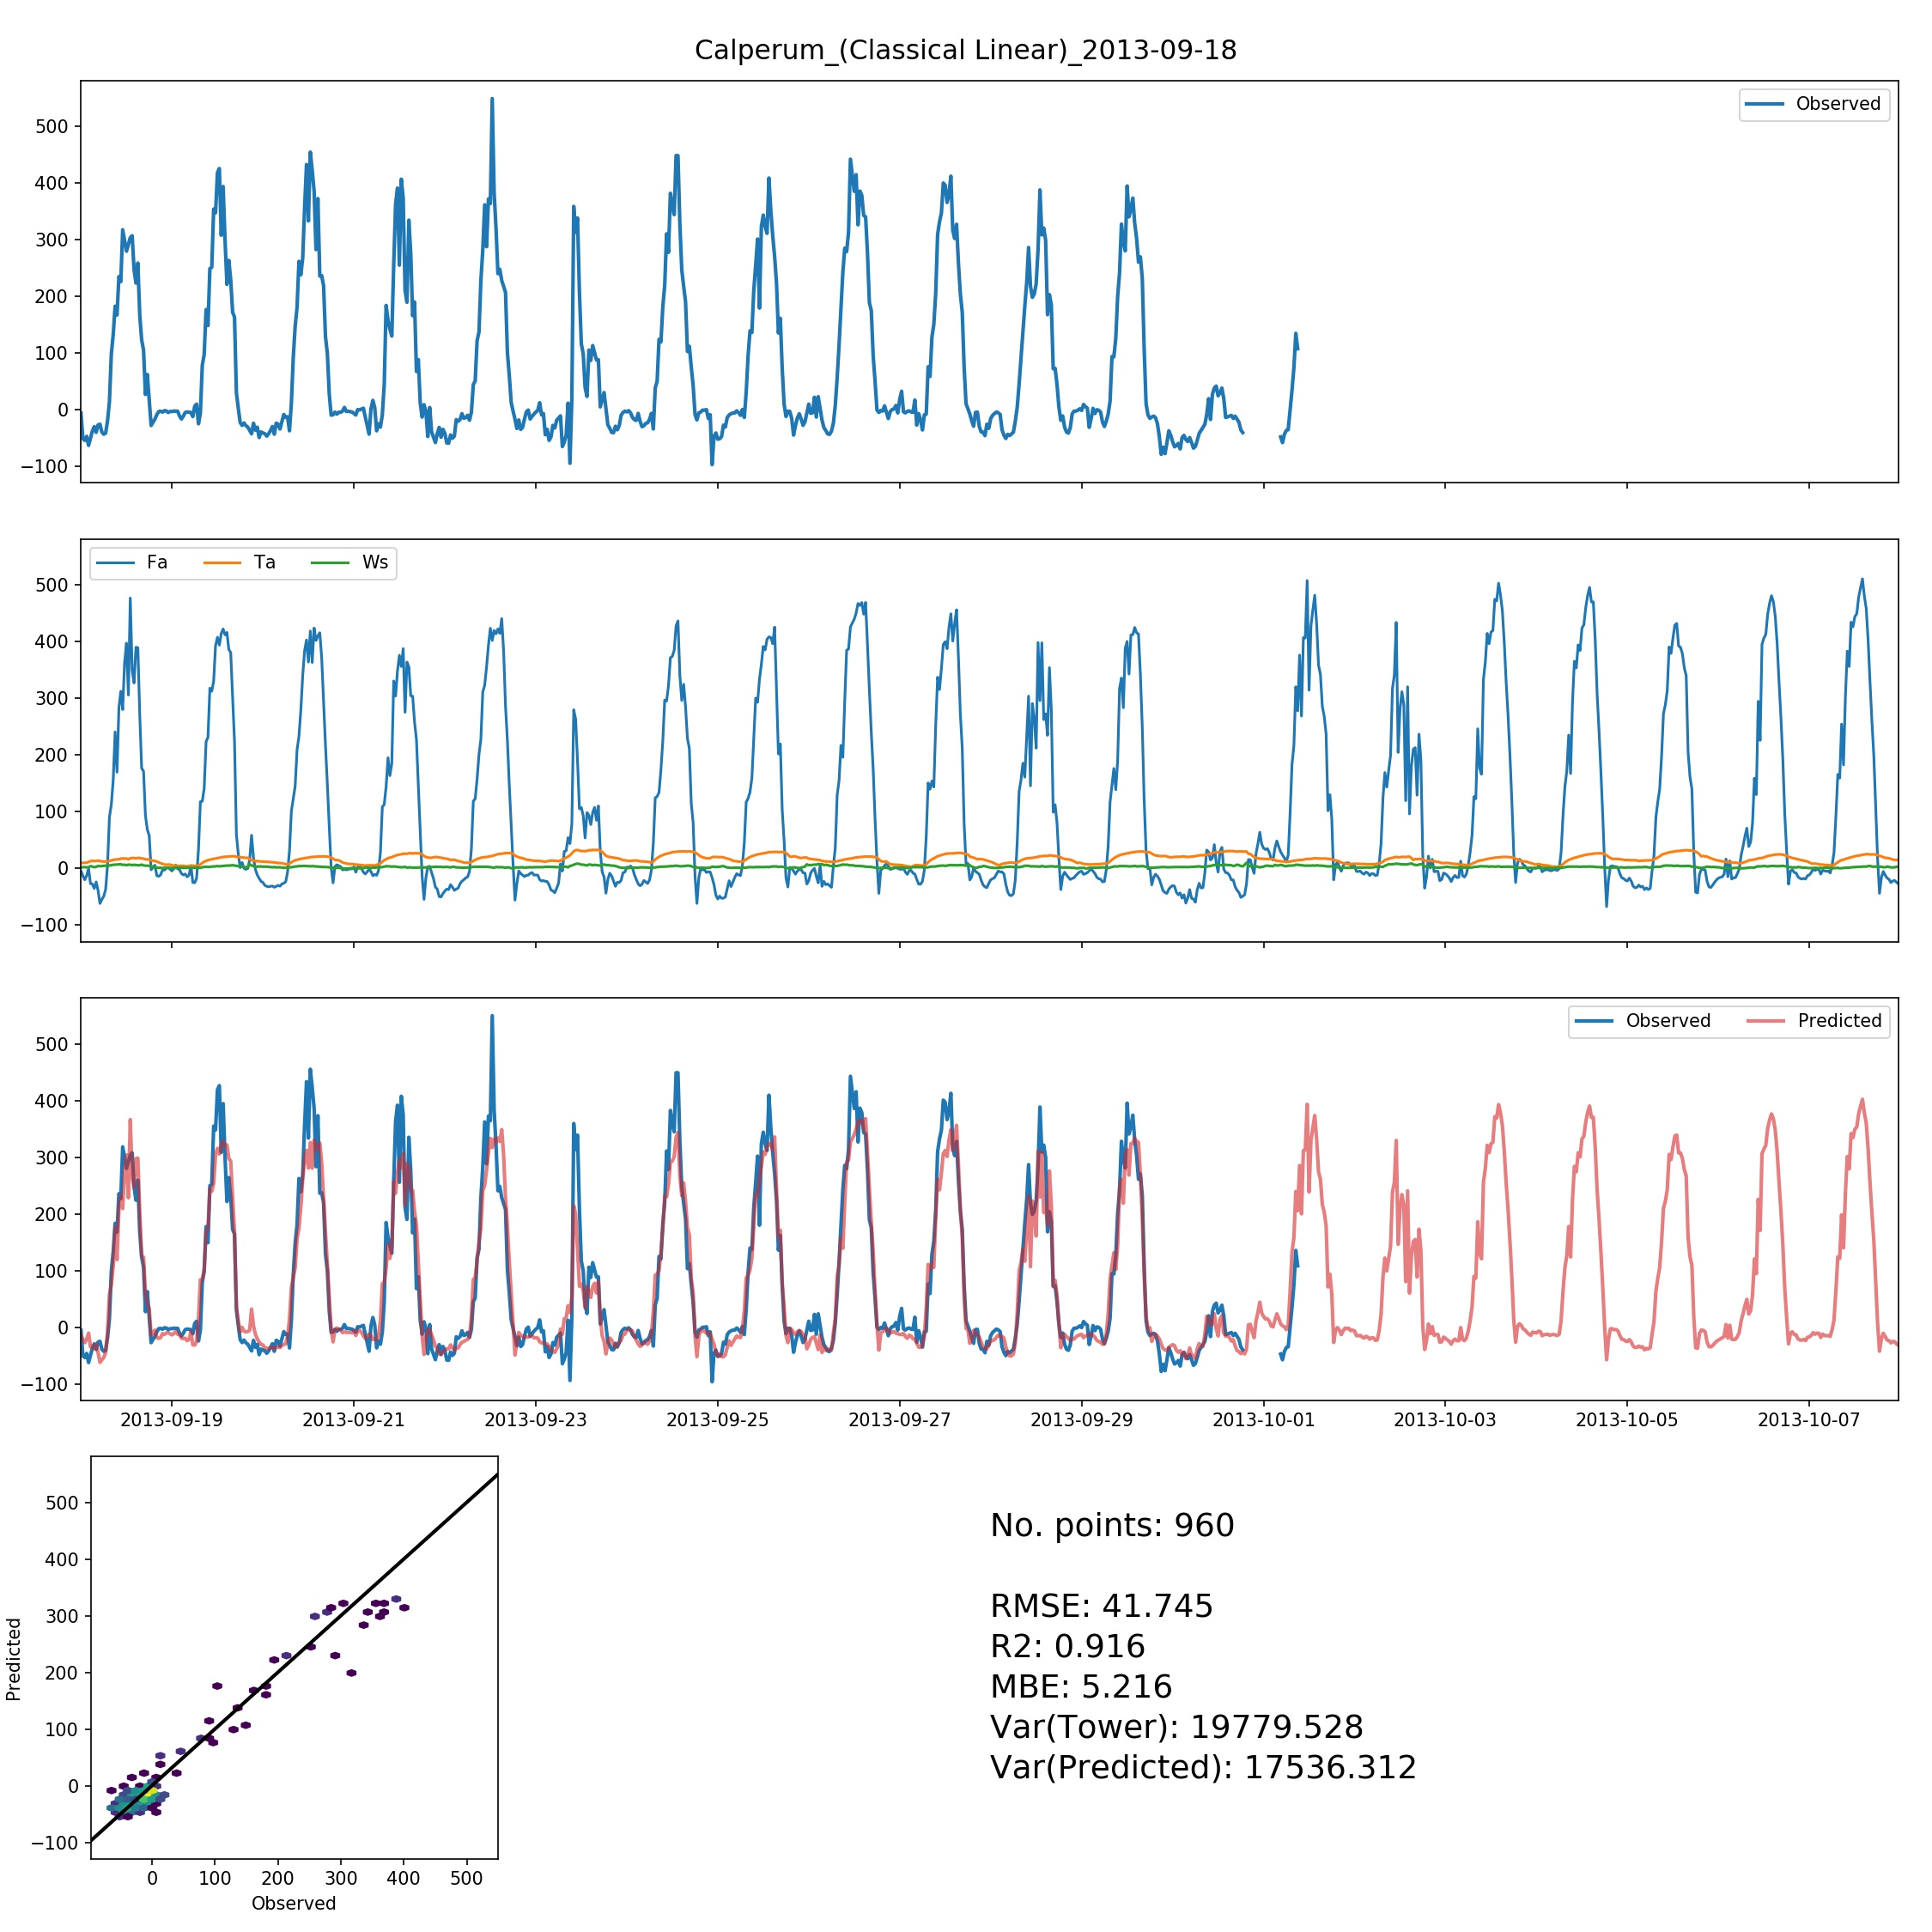 Calperum_(Classical Linear)_2013-09-18
Observed
500
400
300
200
100
0
−100
Fa Ta Ws
500
400
300
200
100
0
−100
Observed Predicted
500
400
300
200
100
0
−100
2013-09-19 2013-09-21 2013-09-23 2013-09-25 2013-09-27 2013-09-29 2013-10-01 2013-10-03 2013-10-05 2013-10-07
Predicted
500
400
300
200
100
0
−100
0 100 200 300 400 500
Observed
No. points: 960
RMSE: 41.745
R2: 0.916
MBE: 5.216
Var(Tower): 19779.528
Var(Predicted): 17536.312